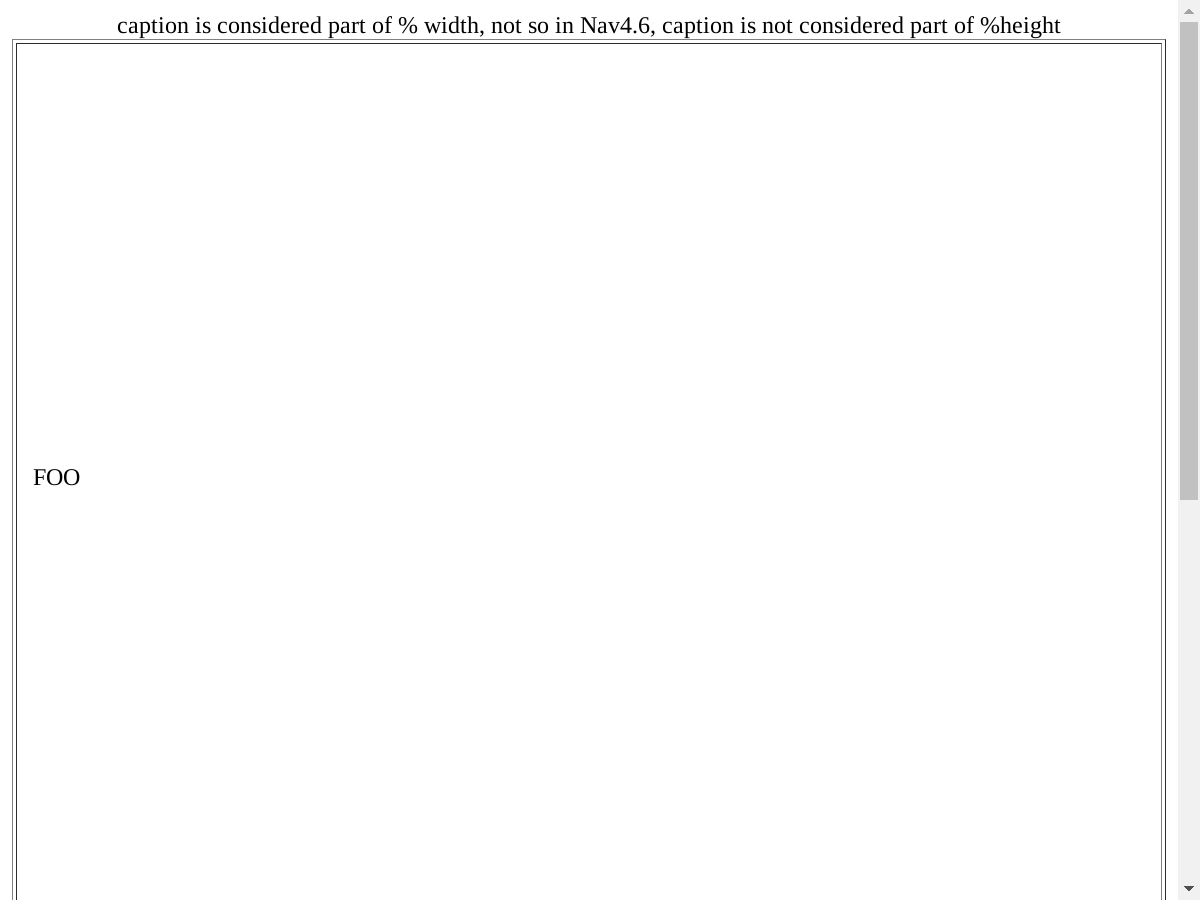 caption is considered part of % width, not so in Nav4.6, caption is not considered part of %height
FOO